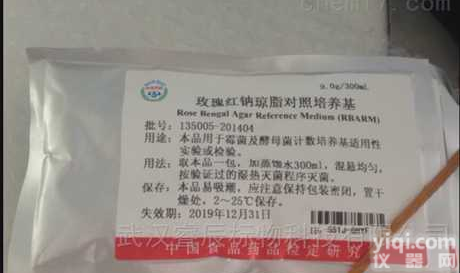 chem17.com
9.0g/300mL
玫瑰红钠琼脂对照培养基
Rose Bengal Agar Reference Medium (RBARM)
批号：135005-201404
用途：本品用于霉菌及酵母菌计数培养基适用性
实验或检验。
用法：取本品一包，加蒸馏水300ml，混悬均匀，
按验证过的湿热灭菌程序灭菌。
保存：本品易吸潮，应注意保持包装密闭，置干
燥处，2～25℃保存。
失效期：2019年12月31日
中国食品药品检定研究
yiqi.com
仪器网